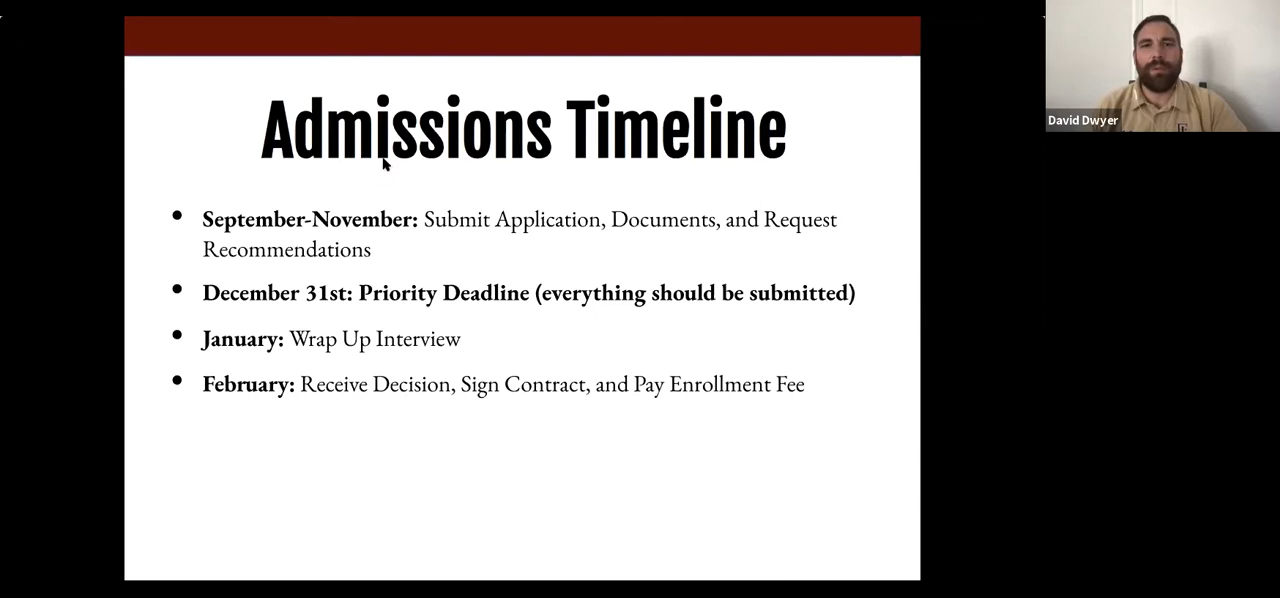 Admissions Timeline
• September-November: Submit Application, Documents, and Request
Recommendations
• December 31st: Priority Deadline (everything should be submitted)
• January: Wrap Up Interview
• February: Receive Decision, Sign Contract, and Pay Enrollment Fee
David Dwyer